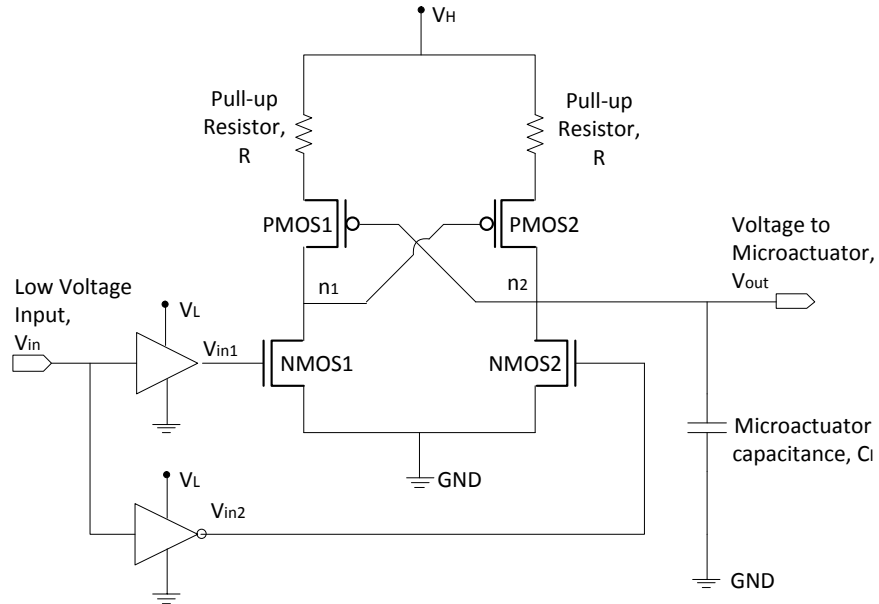 VH
Pull-up
Resistor,
R
Pull-up
Resistor,
R
PMOS1
PMOS2
Voltage to
Microactuator,
Vout
n1
n2
Low Voltage
Input,
Vin
VL
Vin1
NMOS1
NMOS2
Microactuator
capacitance, Cl
GND
VL
Vin2
GND